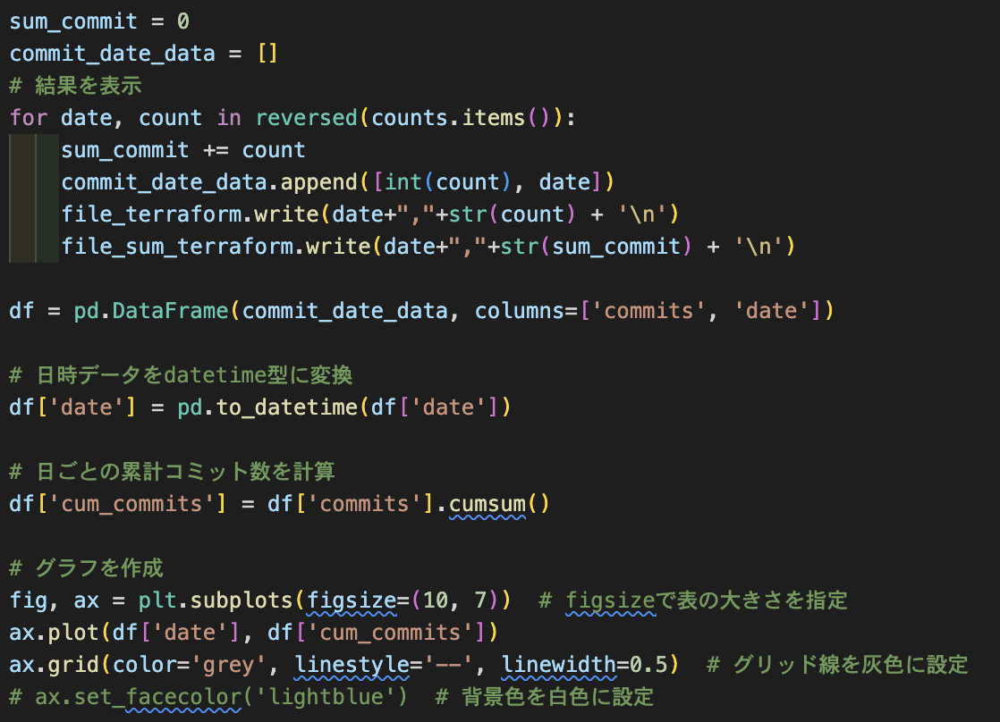 sum_commit = 0
commit_date_data = []
# 結果を表示
for date, count in reversed(counts.items()):
    sum_commit += count
    commit_date_data.append([int(count), date])
    file_terraform.write(date+","+str(count) + '\n')
    file_sum_terraform.write(date+","+str(sum_commit) + '\n')

df = pd.DataFrame(commit_date_data, columns=['commits', 'date'])

# 日時データをdatetime型に変換
df['date'] = pd.to_datetime(df['date'])

# 日ごとの累計コミット数を計算
df['cum_commits'] = df['commits'].cumsum()

# グラフを作成
fig, ax = plt.subplots(figsize=(10, 7))  # figsizeで表の大きさを指定
ax.plot(df['date'], df['cum_commits'])
ax.grid(color='grey', linestyle='--', linewidth=0.5)  # グリッド線を灰色に設定
# ax.set_facecolor('lightblue')  # 背景色を白色に設定